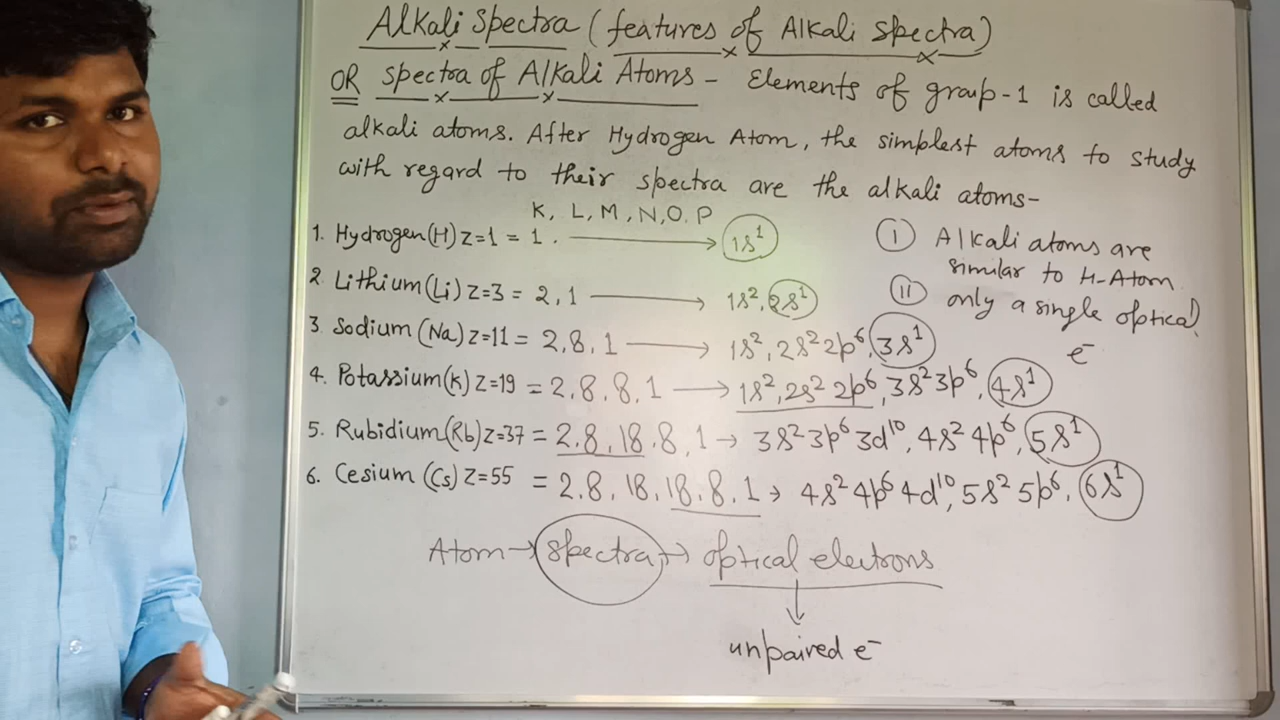 Alkali Spectra (features of Alkali spectra)
OR spectra of Alkali Atoms - Elements of group-1 is called
alkali atoms. After Hydrogen Atom, the simplest atoms to study
with regard to their spectra are the alkali atoms-
K, L, M, N, O, P
1. Hydrogen(H) Z=1 = 1. → 1s¹
2. Lithium(Li) Z=3 = 2,1 → 1s², 2s¹
3. Sodium(Na) Z=11 = 2,8,1 → 1s², 2s² 2p⁶, 3s¹
4. Potassium(K) Z=19 = 2,8,8,1 → 1s², 2s² 2p⁶, 3s² 3p⁶, 4s¹
5. Rubidium(Rb) Z=37 = 2,8,18,8,1 → 3s² 3p⁶ 3d¹⁰, 4s² 4p⁶, 5s¹
6. Cesium (Cs) Z=55 = 2,8,18,18,8,1 → 4s² 4p⁶ 4d¹⁰, 5s² 5p⁶, 6s¹
(I) Alkali atoms are
similar to H-Atom
(II) only a single optical
e⁻
Atom → spectra → optical electrons
↓
unpaired e⁻